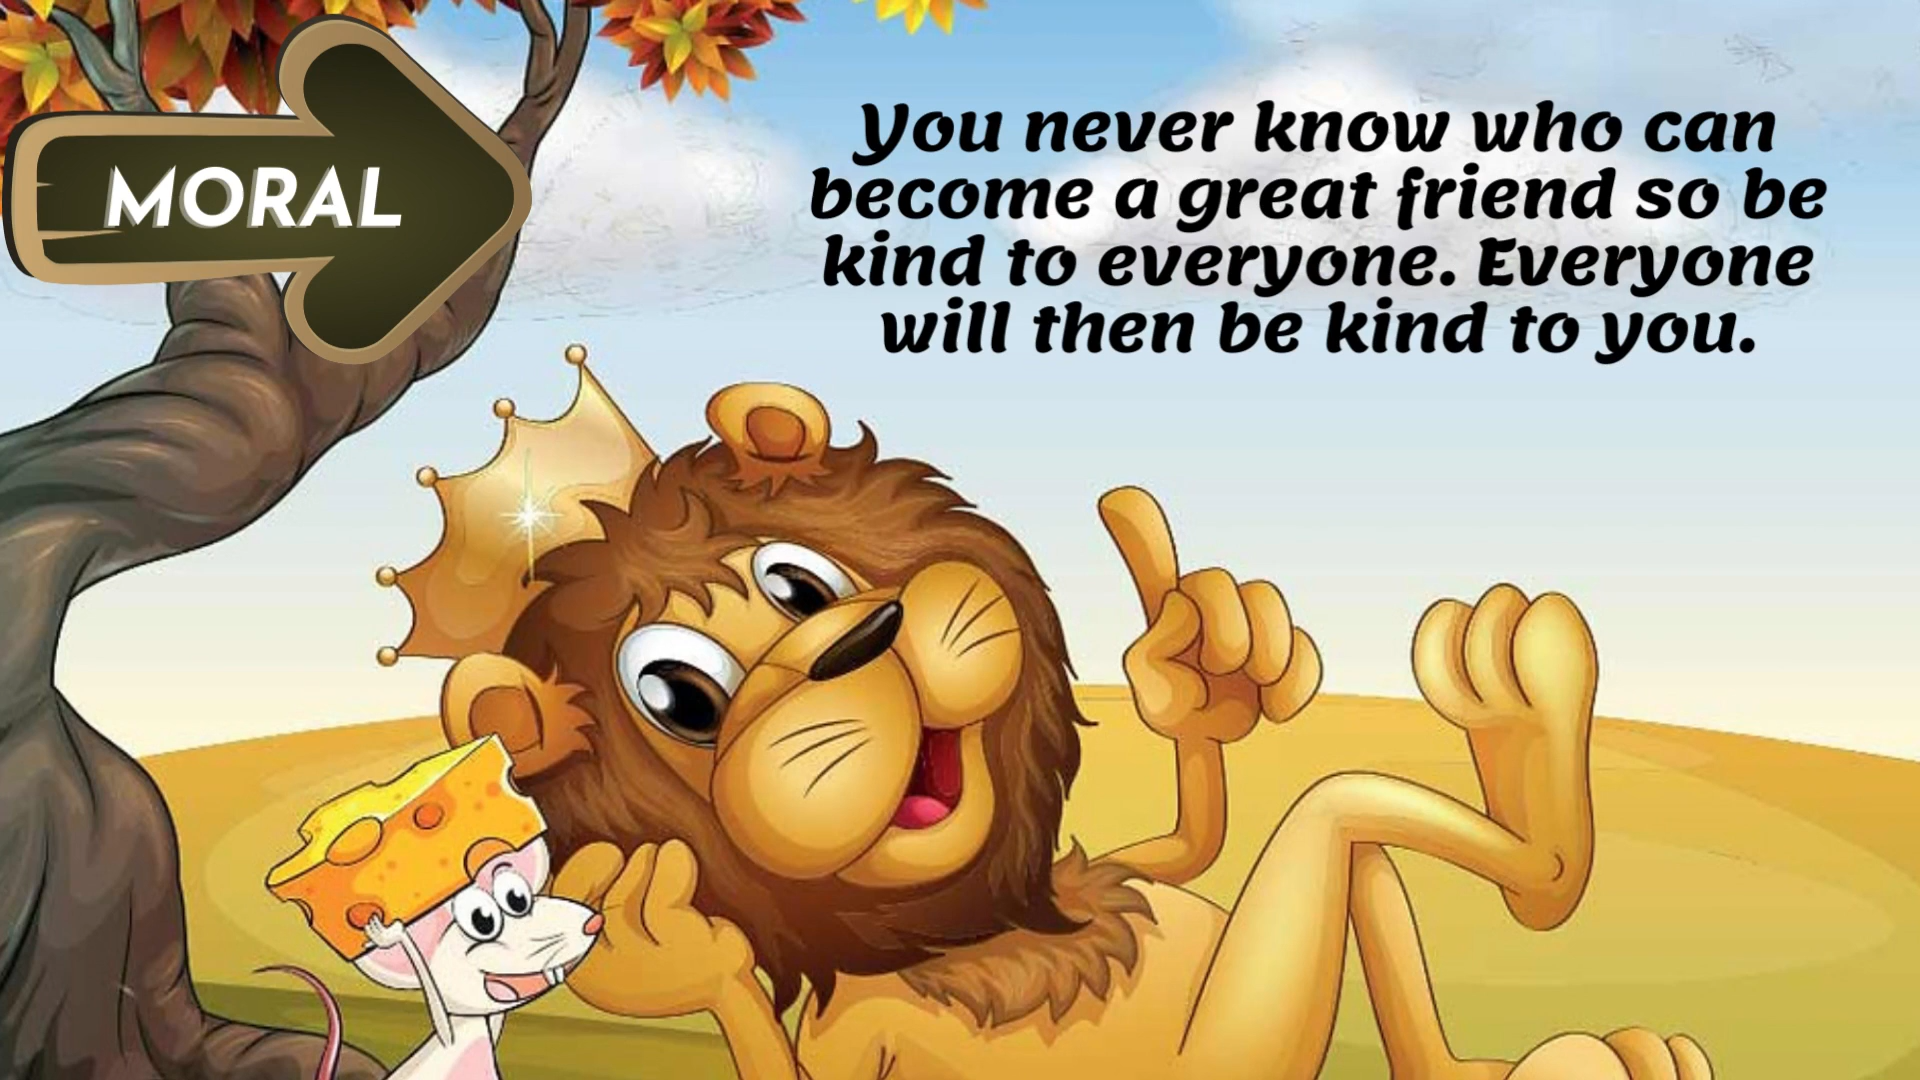 MORAL
You never know who can
become a great friend so be
kind to everyone. Everyone
will then be kind to you.